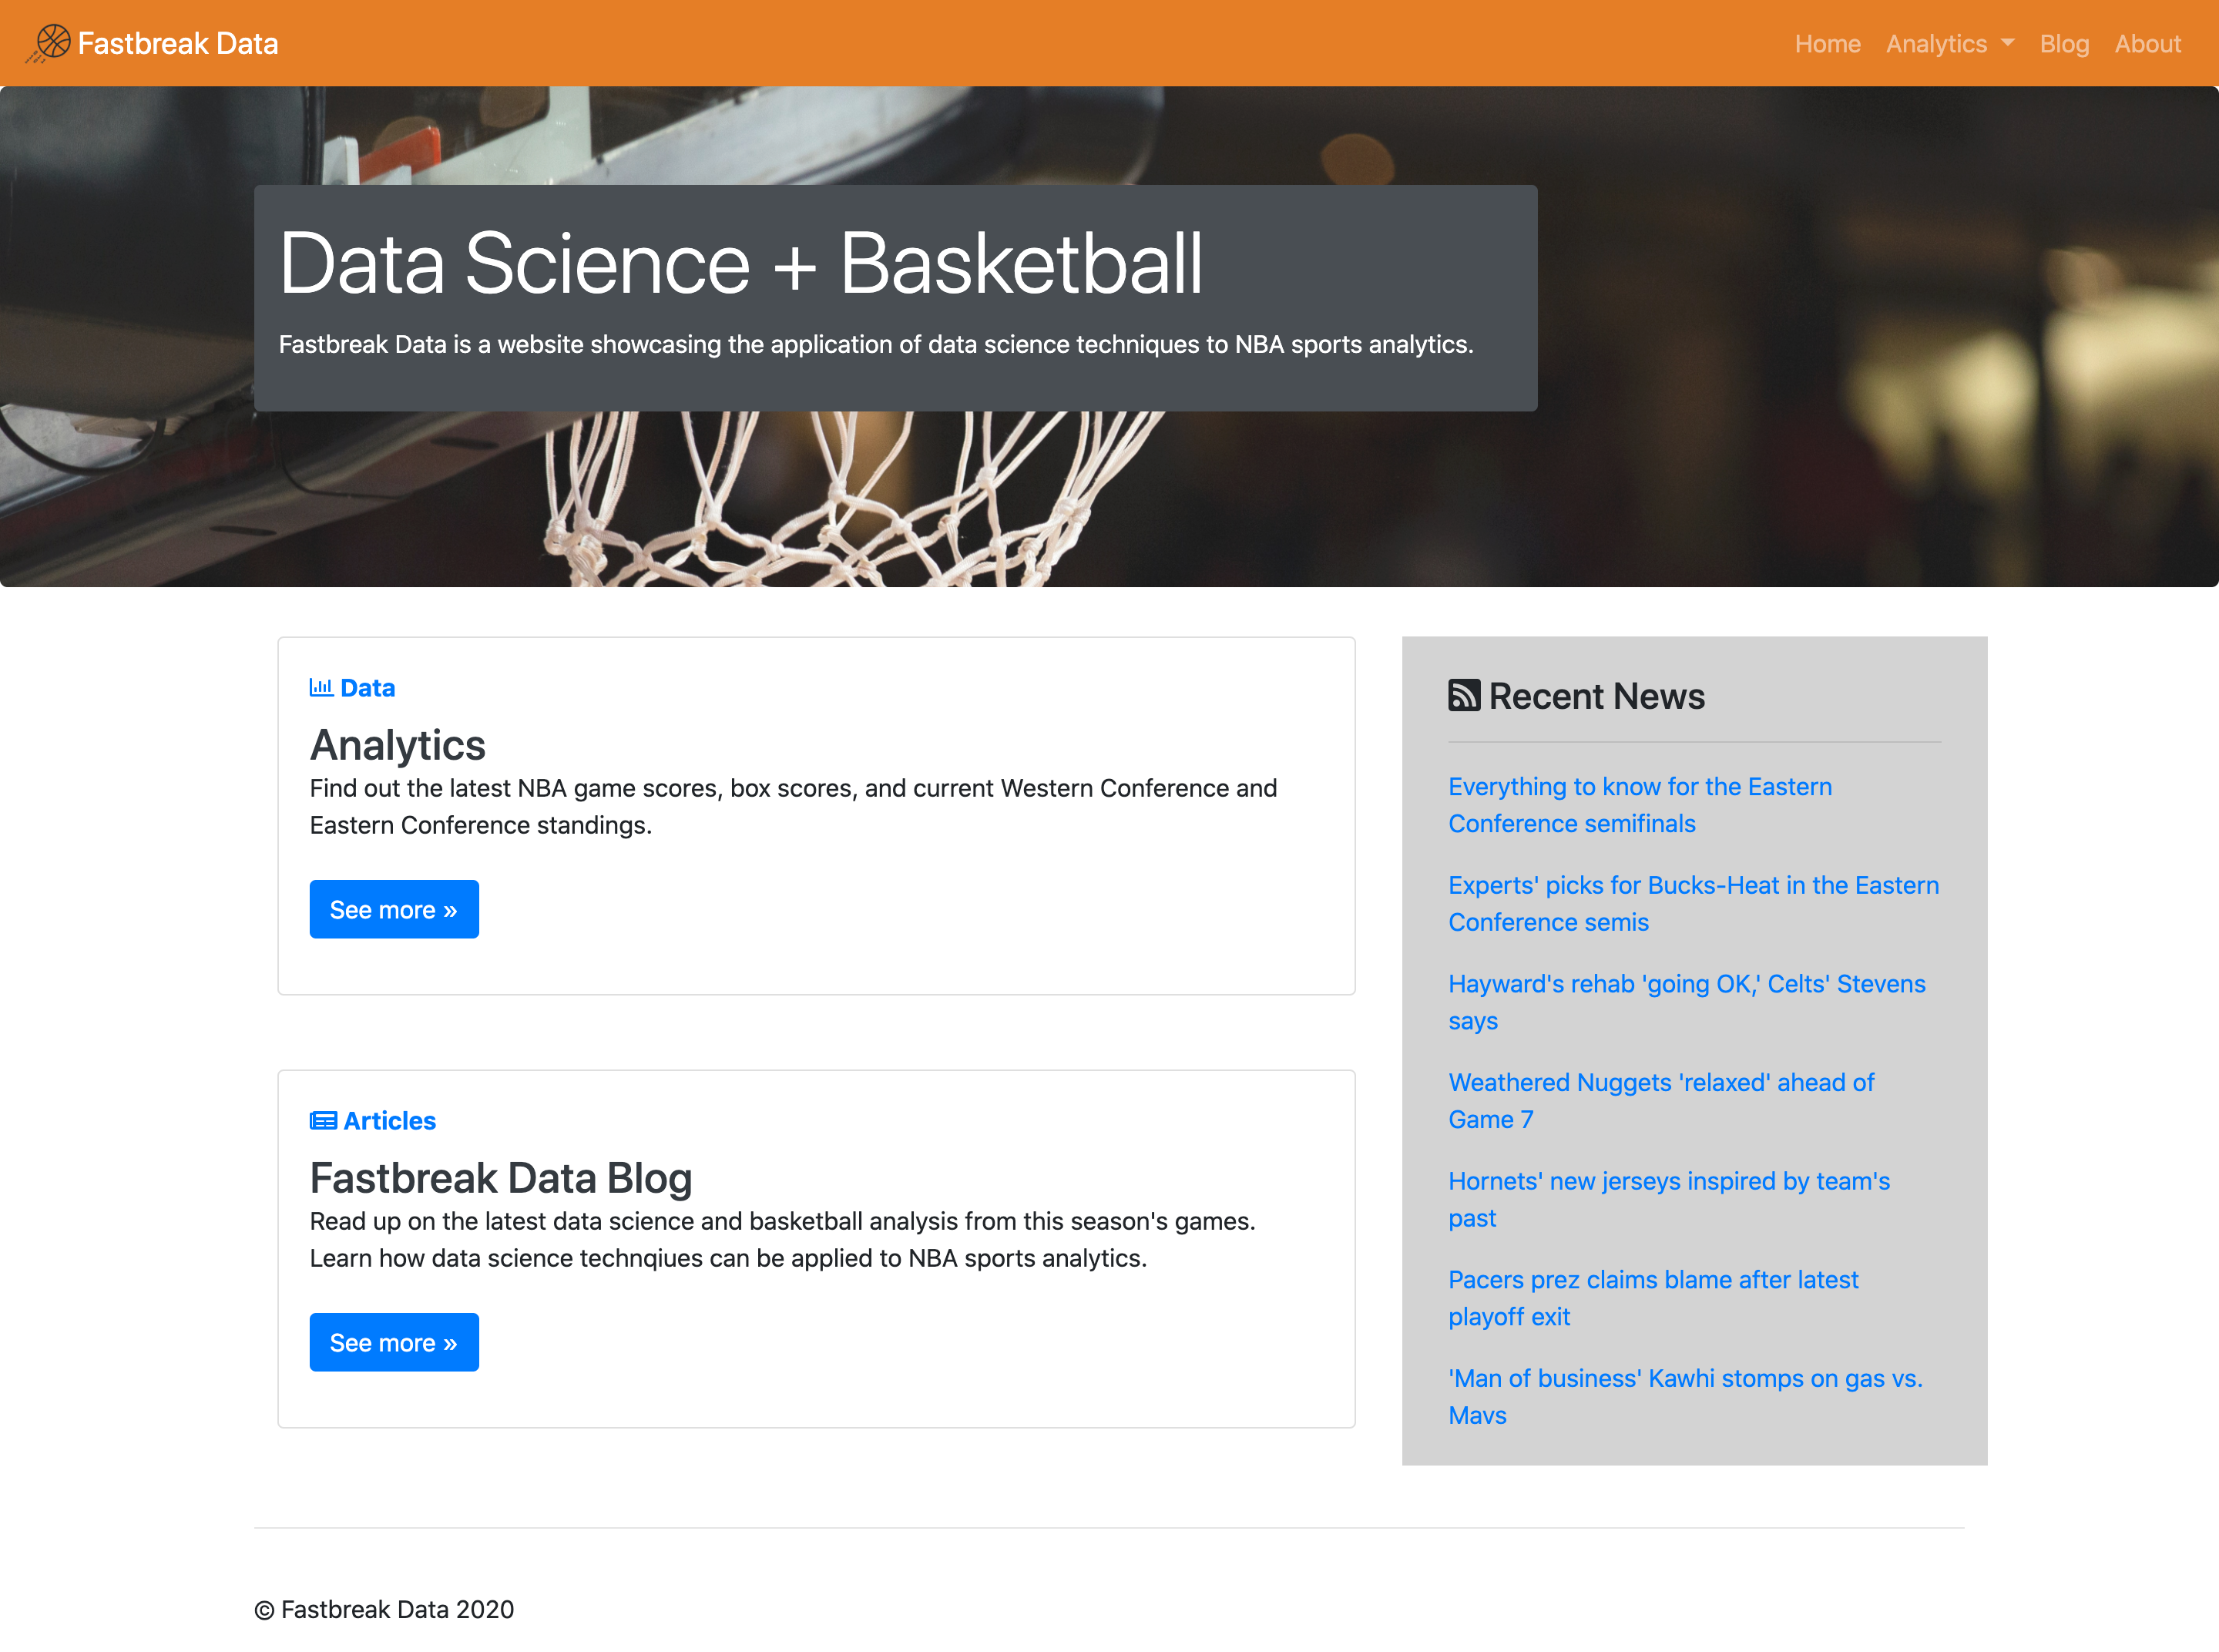 Fastbreak Data
Home Analytics Blog About
Data Science + Basketball
Fastbreak Data is a website showcasing the application of data science techniques to NBA sports analytics.
Data
Analytics
Find out the latest NBA game scores, box scores, and current Western Conference and
Eastern Conference standings.
See more »
Articles
Fastbreak Data Blog
Read up on the latest data science and basketball analysis from this season's games.
Learn how data science technqiues can be applied to NBA sports analytics.
See more »
Recent News
Everything to know for the Eastern
Conference semifinals
Experts' picks for Bucks-Heat in the Eastern
Conference semis
Hayward's rehab 'going OK,' Celts' Stevens
says
Weathered Nuggets 'relaxed' ahead of
Game 7
Hornets' new jerseys inspired by team's
past
Pacers prez claims blame after latest
playoff exit
'Man of business' Kawhi stomps on gas vs.
Mavs
© Fastbreak Data 2020